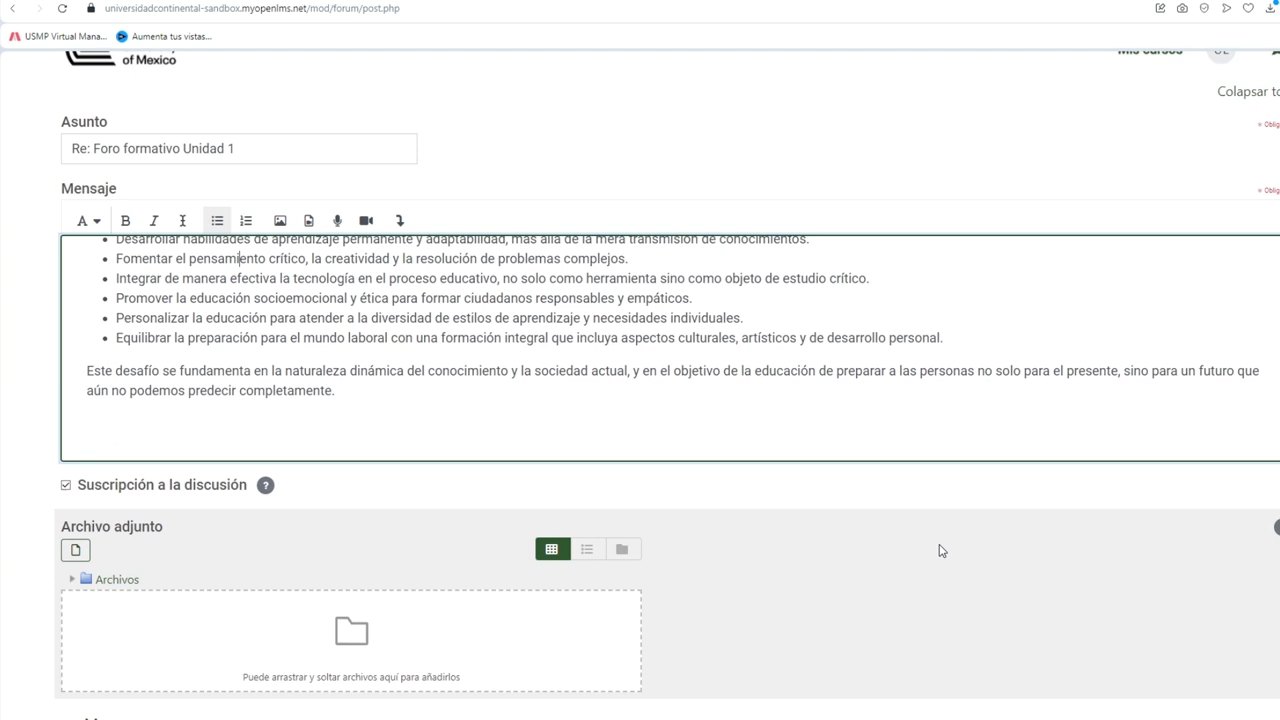 universidadcontinental-sandbox.myopenlms.net/mod/forum/post.php
USMP Virtual Mana...
Aumenta tus vistas...
of Mexico
Mis cursos
Colapsar to
Asunto
Oblig
Re: Foro formativo Unidad 1
Mensaje
Oblig
A B I
Desarrollar habilidades de aprendizaje permanente y adaptabilidad, más allá de la mera transmisión de conocimientos.
Fomentar el pensamiento crítico, la creatividad y la resolución de problemas complejos.
Integrar de manera efectiva la tecnología en el proceso educativo, no solo como herramienta sino como objeto de estudio crítico.
Promover la educación socioemocional y ética para formar ciudadanos responsables y empáticos.
Personalizar la educación para atender a la diversidad de estilos de aprendizaje y necesidades individuales.
Equilibrar la preparación para el mundo laboral con una formación integral que incluya aspectos culturales, artísticos y de desarrollo personal.
Este desafío se fundamenta en la naturaleza dinámica del conocimiento y la sociedad actual, y en el objetivo de la educación de preparar a las personas no solo para el presente, sino para un futuro que
aún no podemos predecir completamente.
Suscripción a la discusión ?
Archivo adjunto
Archivos
Puede arrastrar y soltar archivos aquí para añadirlos